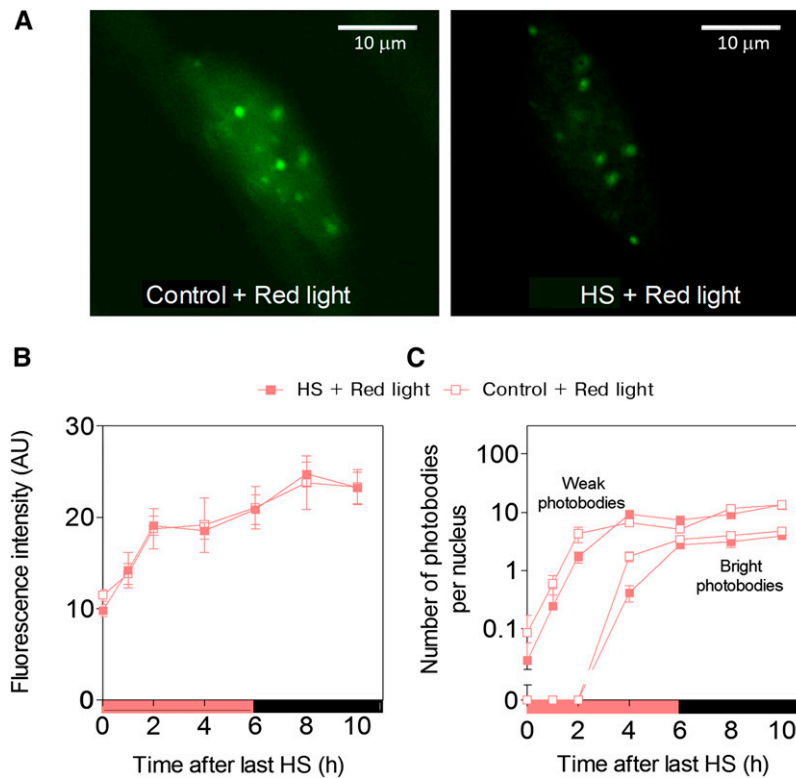 A
10 μm
10 μm
Control + Red light
HS + Red light
B
C
HS + Red light
Control + Red light
Fluorescence intensity (AU)
30
20
10
0
0
2
4
6
8
10
Time after last HS (h)
Number of photobodies
per nucleus
100
10
1
0.1
0
Weak
photobodies
Bright
photobodies
0
2
4
6
8
10
Time after last HS (h)